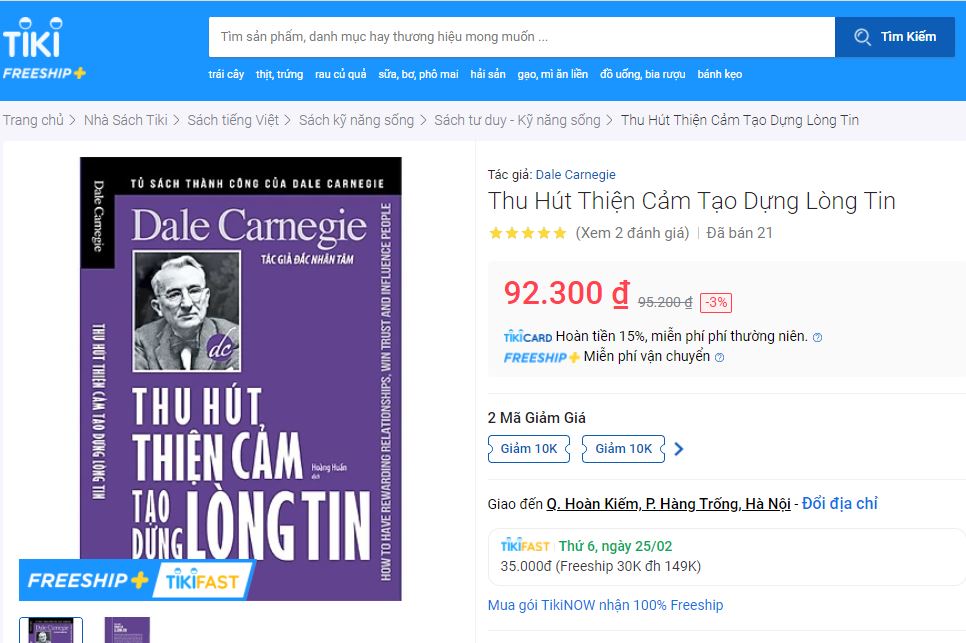 TIKI
FREESHIP+
Tìm sản phẩm, danh mục hay thương hiệu mong muốn ...
Tìm Kiếm
trái cây thịt, trứng rau củ quả sữa, bơ, phô mai hải sản gạo, mì ăn liền đồ uống, bia rượu bánh kẹo
Trang chủ > Nhà Sách Tiki > Sách tiếng Việt > Sách kỹ năng sống > Sách tư duy - Kỹ năng sống > Thu Hút Thiện Cảm Tạo Dựng Lòng Tin
TỦ SÁCH THÀNH CÔNG CỦA DALE CARNEGIE
Dale Carnegie
Dale Carnegie
TÁC GIẢ ĐẮC NHÂN TÂM
dc
THU HÚT THIỆN CẢM TẠO DỰNG LÒNG TIN
THU HÚT
THIỆN CẢM
Hoàng Huấn
dịch
TẠO
DỰNG
LÒNG TIN
HOW TO HAVE REWARDING RELATIONSHIPS, WIN TRUST AND INFLUENCE PEOPLE
FREESHIP+ TIKIFAST
Dale Carnegie
Tác giả: Dale Carnegie
Thu Hút Thiện Cảm Tạo Dựng Lòng Tin
(Xem 2 đánh giá) | Đã bán 21
92.300 ₫ 95.200 ₫ -3%
TIKICARD Hoàn tiền 15%, miễn phí phí thường niên. ?
FREESHIP+ Miễn phí vận chuyển ?
2 Mã Giảm Giá
Giảm 10K Giảm 10K
Giao đến Q. Hoàn Kiếm, P. Hàng Trống, Hà Nội - Đổi địa chỉ
TIKIFAST Thứ 6, ngày 25/02
35.000đ (Freeship 30K đh 149K)
Mua gói TikiNOW nhận 100% Freeship